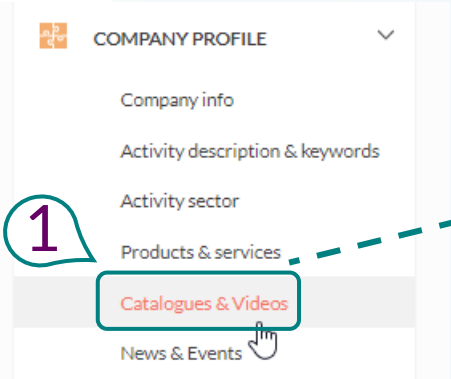 COMPANY PROFILE
Company info
Activity description & keywords
Activity sector
1
Products & services
Catalogues & Videos
News & Events